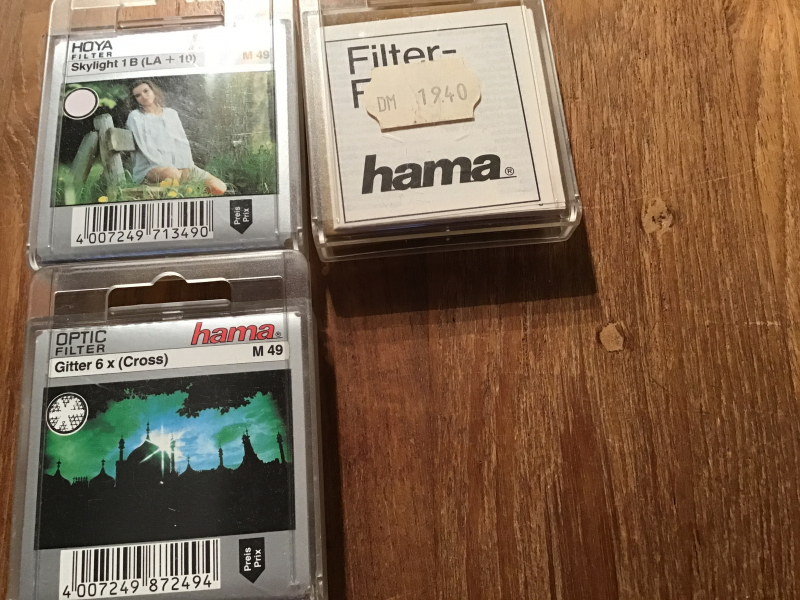 HOYA
FILTER
Skylight 1 B (LA + 10)
M 49
4 007249 713490
Preis
Prix
Filter-
F
DM 19.40
hama®
OPTIC
FILTER
hama®
Gitter 6 x (Cross)
M 49
4 007249 872494
Preis
Prix